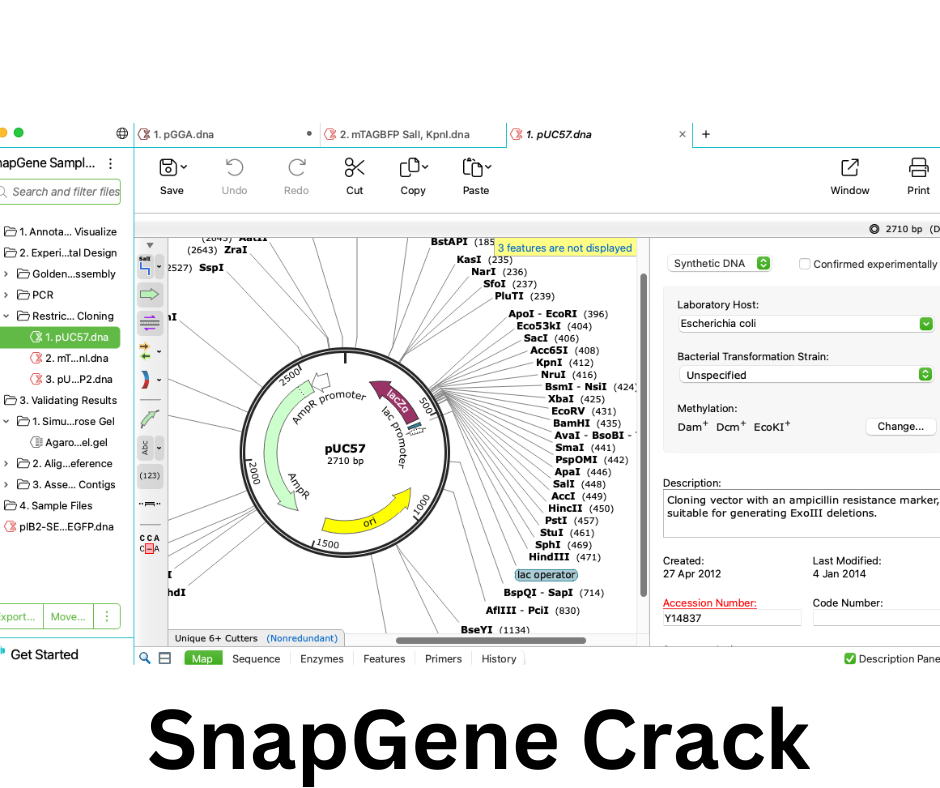 1. pGGA.dna
2. mTAGBFP SalI, KpnI.dna
1. pUC57.dna
napGene Sampl...
Search and filter files
Save
Undo
Redo
Cut
Copy
Paste
Window
Print
2710 bp (D
1. Annota... Visualize
2. Experi...tal Design
Golden...ssembly
PCR
Restric... Cloning
1. pUC57.dna
2. mT...nI.dna
3. pU...P2.dna
3. Validating Results
1. Simu...rose Gel
Agaro...el.gel
2. Alig...eference
3. Asse... Contigs
4. Sample Files
pIB2-SE...EGFP.dna
xport...
Move...
Get Started
SalI
Abc
(123)
C C A
C A
(2643) AatII
(2643) ZraI
2527) SspI
nI
I
hdI
BstAPI (185
3 features are not displayed
KasI (235)
NarI (236)
SfoI (237)
PluTI (239)
ApoI - EcoRI (396)
Eco53kI (404)
SacI (406)
Acc65I (408)
KpnI (412)
NruI (416)
BsmI - NsiI (424
XbaI (425)
EcoRV (431)
BamHI (435)
AvaI - BsoBI -
SmaI (441)
PspOMI (442)
ApaI (446)
SalI (448)
AccI (449)
HincII (450)
PstI (457)
StuI (461)
SphI (469)
HindIII (471)
lac operator
BspQI - SapI (714)
AflIII - PciI (830)
BseYI (1134)
2500
500
1000
1500
2000
AmpR promoter
lacZα
lac promoter
AmpR
ori
pUC57
2710 bp
Unique 6+ Cutters (Nonredundant)
Map
Sequence
Enzymes
Features
Primers
History
Description Pane
Synthetic DNA
Confirmed experimentally
Laboratory Host:
Escherichia coli
Bacterial Transformation Strain:
Unspecified
Methylation:
Dam+ Dcm+ EcoKI+
Change...
Description:
Cloning vector with an ampicillin resistance marker,
suitable for generating ExoIII deletions.
Created:
27 Apr 2012
Last Modified:
4 Jan 2014
Accession Number:
Y14837
Code Number:
SnapGene Crack